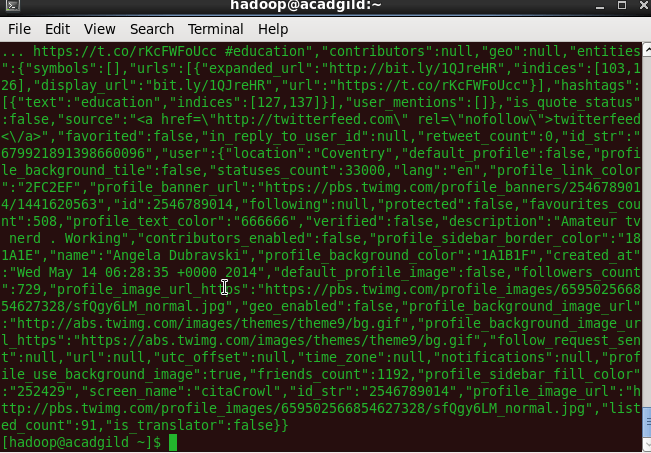 hadoop@acadgild:~
File Edit View Search Terminal Help
... https://t.co/rKcFWFoUcc #education","contributors":null,"geo":null,"entities
":{"symbols":[],"urls":[{"expanded_url":"http://bit.ly/1QJreHR","indices":[103,1
26],"display_url":"bit.ly/1QJreHR","url":"https://t.co/rKcFWFoUcc"}],"hashtags":
[{"text":"education","indices":[127,137]}],"user_mentions":[]},"is_quote_status"
:false,"source":"<a href=\"http://twitterfeed.com\" rel=\"nofollow\">twitterfeed
<\/a>","favorited":false,"in_reply_to_user_id":null,"retweet_count":0,"id_str":"
679921891398660096","user":{"location":"Coventry","default_profile":false,"profi
le_background_tile":false,"statuses_count":33000,"lang":"en","profile_link_color
":"2FC2EF","profile_banner_url":"https://pbs.twimg.com/profile_banners/254678901
4/1441620563","id":2546789014,"following":null,"protected":false,"favourites_cou
nt":508,"profile_text_color":"666666","verified":false,"description":"Amateur tv
 nerd . Working","contributors_enabled":false,"profile_sidebar_border_color":"18
1A1E","name":"Angela Dubravski","profile_background_color":"1A1B1F","created_at"
:"Wed May 14 06:28:35 +0000 2014","default_profile_image":false,"followers_count
":729,"profile_image_url_https":"https://pbs.twimg.com/profile_images/6595025668
54627328/sfQgy6LM_normal.jpg","geo_enabled":false,"profile_background_image_url"
:"http://abs.twimg.com/images/themes/theme9/bg.gif","profile_background_image_ur
l_https":"https://abs.twimg.com/images/themes/theme9/bg.gif","follow_request_sen
t":null,"url":null,"utc_offset":null,"time_zone":null,"notifications":null,"prof
ile_use_background_image":true,"friends_count":1192,"profile_sidebar_fill_color"
:"252429","screen_name":"citaCrowl","id_str":"2546789014","profile_image_url":"h
ttp://pbs.twimg.com/profile_images/659502566854627328/sfQgy6LM_normal.jpg","list
ed_count":91,"is_translator":false}}
[hadoop@acadgild ~]$